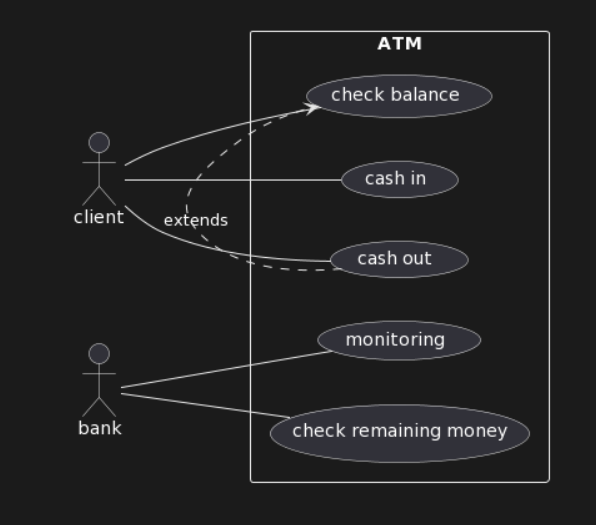 ATM
check balance
cash in
client
extends
cash out
monitoring
bank
check remaining money